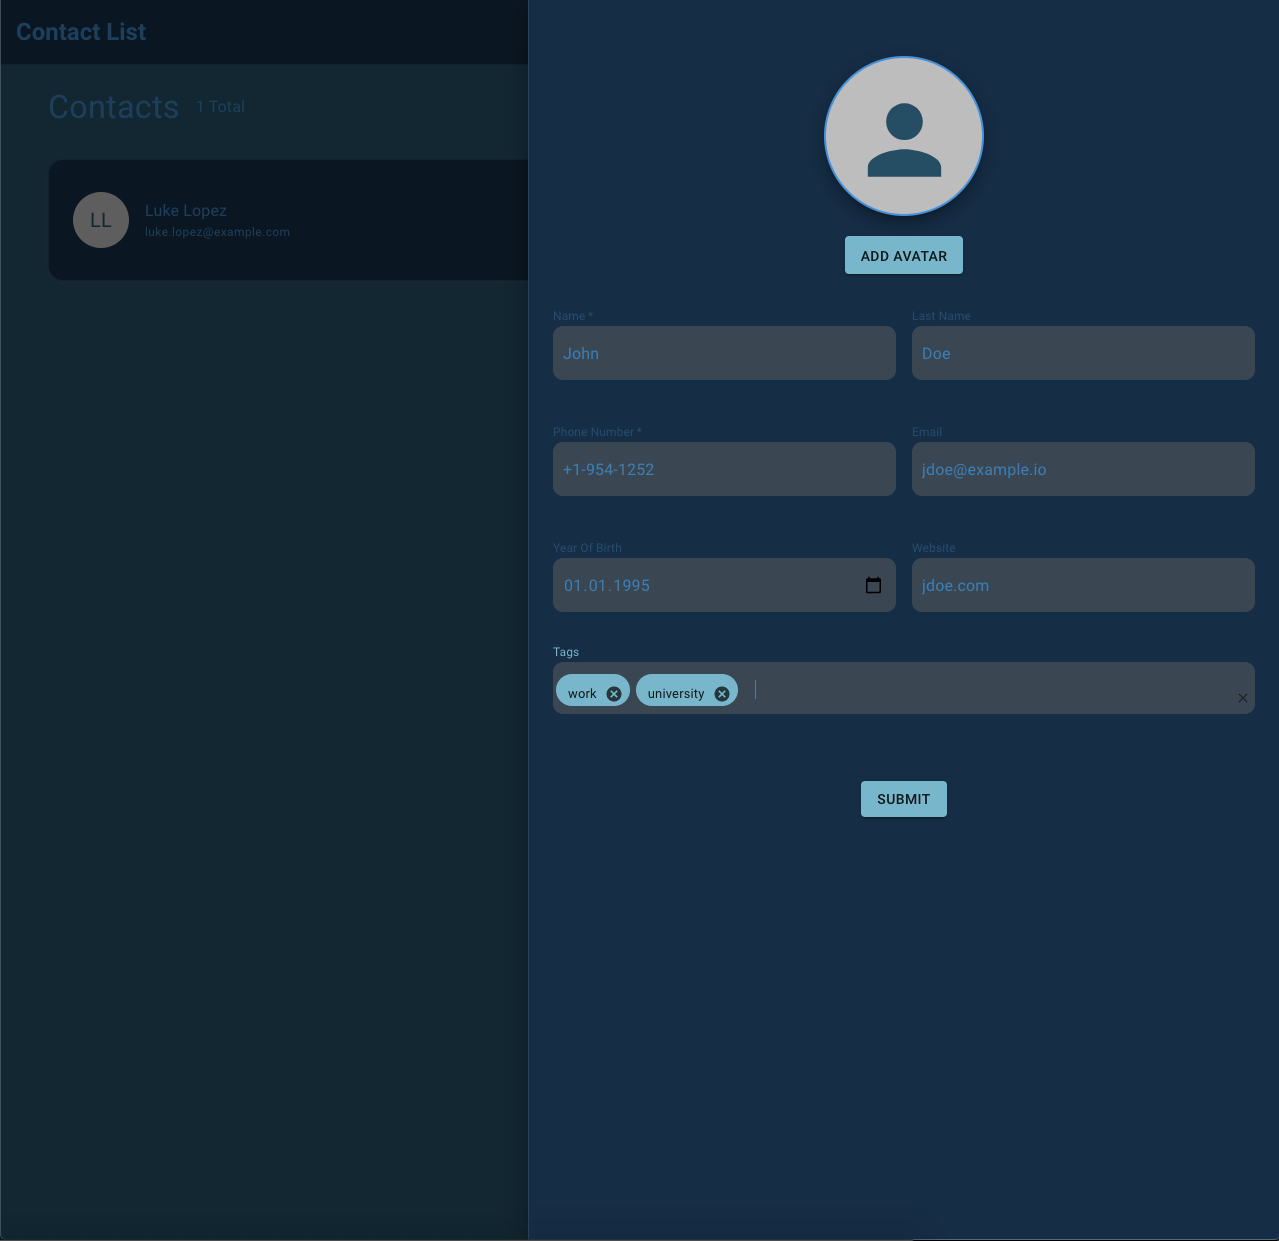 Contact List
Contacts 1 Total
LL
Luke Lopez
luke.lopez@example.com
ADD AVATAR
Name * Last Name
John Doe
Phone Number * Email
+1-954-1252 jdoe@example.io
Year Of Birth Website
01.01.1995 jdoe.com
Tags
work university
SUBMIT